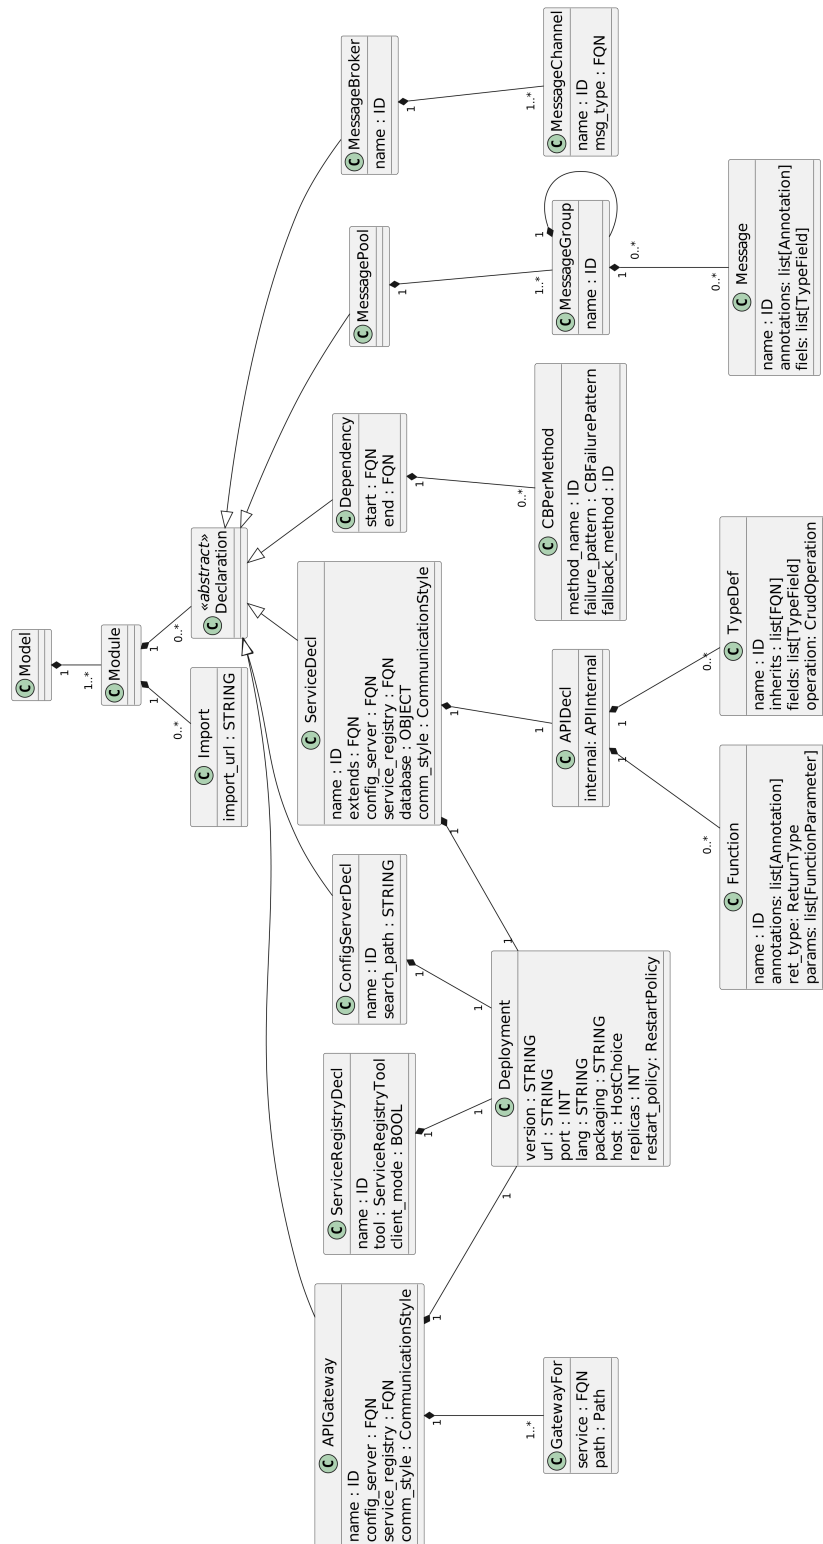 C Model
1
1..*
C Module
1
0..*
1
0..*
C Import
import_url : STRING
«abstract»
C Declaration
C APIGateway
name : ID
config_server : FQN
service_registry : FQN
comm_style : CommunicationStyle
C ServiceRegistryDecl
name : ID
tool : ServiceRegistryTool
client_mode : BOOL
C ConfigServerDecl
name : ID
search_path : STRING
C ServiceDecl
name : ID
extends : FQN
config_server : FQN
service_registry : FQN
database : OBJECT
comm_style : CommunicationStyle
C Dependency
start : FQN
end : FQN
C MessagePool
C MessageBroker
name : ID
1
1..*
1
1
1
1
1
1
1
1
1
1
1
0..*
1
1..*
1
1..*
C GatewayFor
service : FQN
path : Path
C Deployment
version : STRING
url : STRING
port : INT
lang : STRING
packaging : STRING
host : HostChoice
replicas : INT
restart_policy: RestartPolicy
C APIDecl
internal: APIInternal
C CBPerMethod
method_name : ID
failure_pattern : CBFailurePattern
fallback_method : ID
C MessageGroup
name : ID
1
0..*
C MessageChannel
name : ID
msg_type : FQN
1
0..*
1
0..*
1
0..*
C Function
name : ID
annotations: list[Annotation]
ret_type: ReturnType
params: list[FunctionParameter]
C TypeDef
name : ID
inherits : list[FQN]
fields: list[TypeField]
operation: CrudOperation
C Message
name : ID
annotations: list[Annotation]
fiels: list[TypeField]